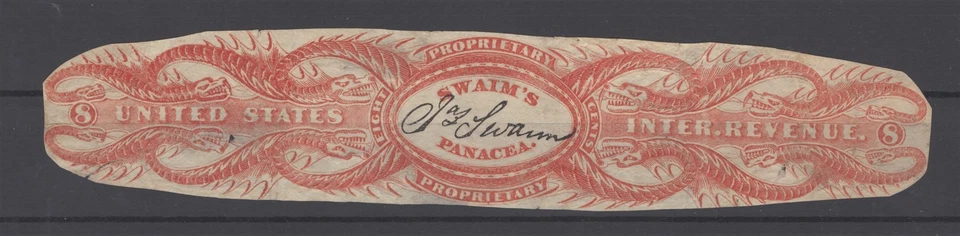 PROPRIETARY
8 UNITED STATES
EIGHT
SWAIM'S
Jas Swaim
PANACEA.
CENTS
INTER.REVENUE. 8
PROPRIETARY